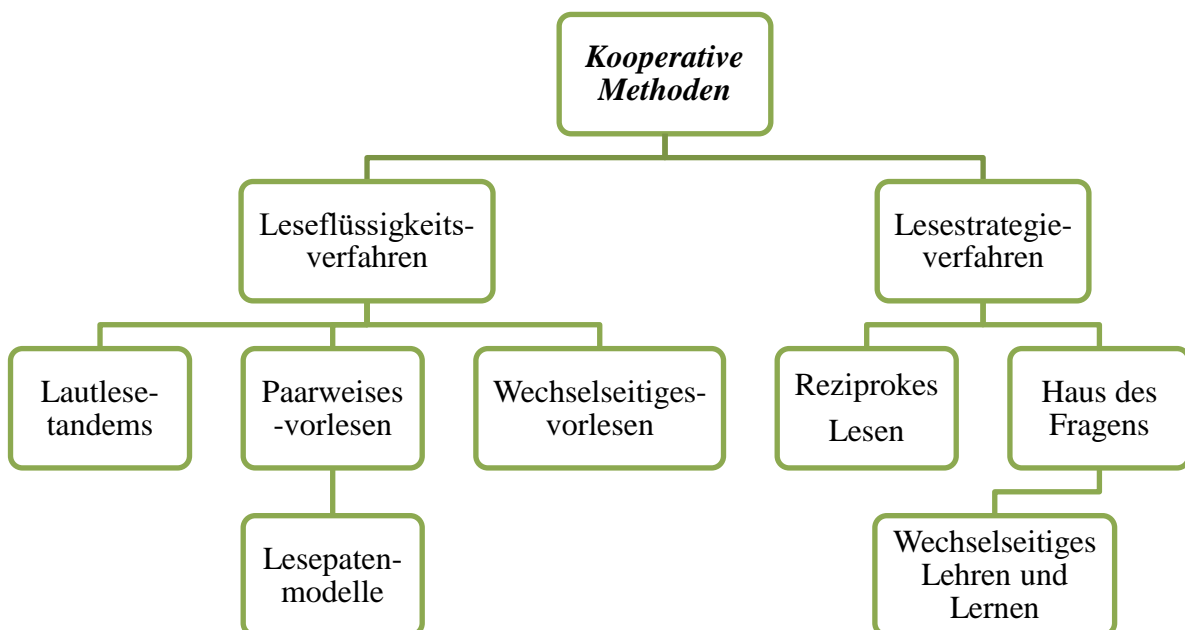 Kooperative
Methoden
Leseflüssigkeits-
verfahren
Lesestrategie-
verfahren
Lautlese-
tandems
Paarweises
-vorlesen
Wechselseitiges-
vorlesen
Reziprokes
Lesen
Haus des
Fragens
Lesepaten-
modelle
Wechselseitiges
Lehren und
Lernen